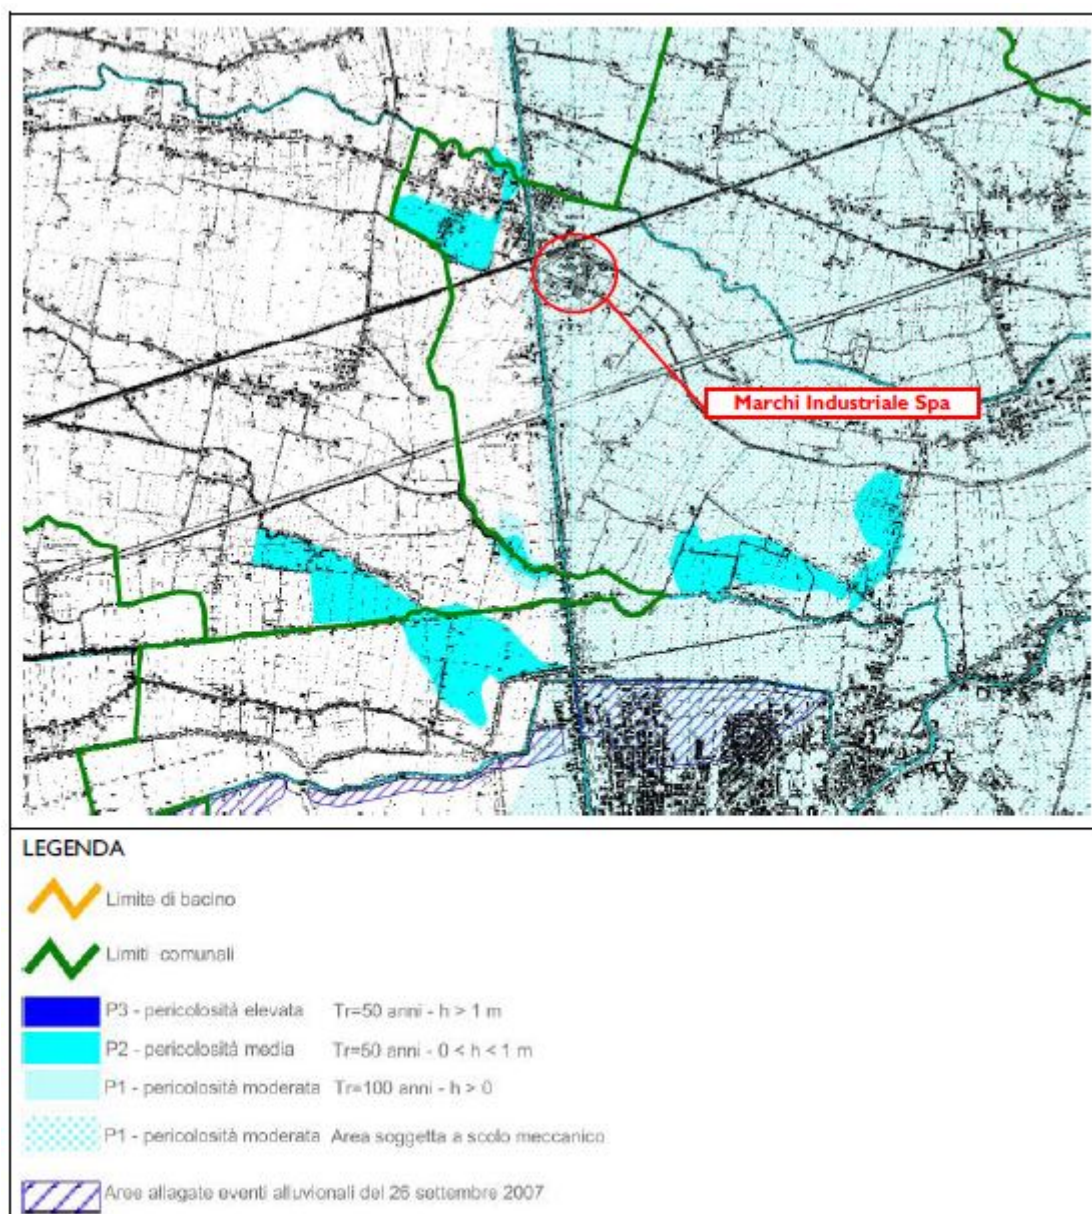 Marchi Industriale Spa
LEGENDA
Limite di bacino
Limiti comunali
P3 - pericolosità elevata Tr=50 anni - h > 1 m
P2 - pericolosità media Tr=50 anni - 0 < h < 1 m
P1 - pericolosità moderata Tr=100 anni - h > 0
P1 - pericolosità moderata Area soggetta a scolo meccanico
Aree allagate eventi alluvionali del 26 settembre 2007